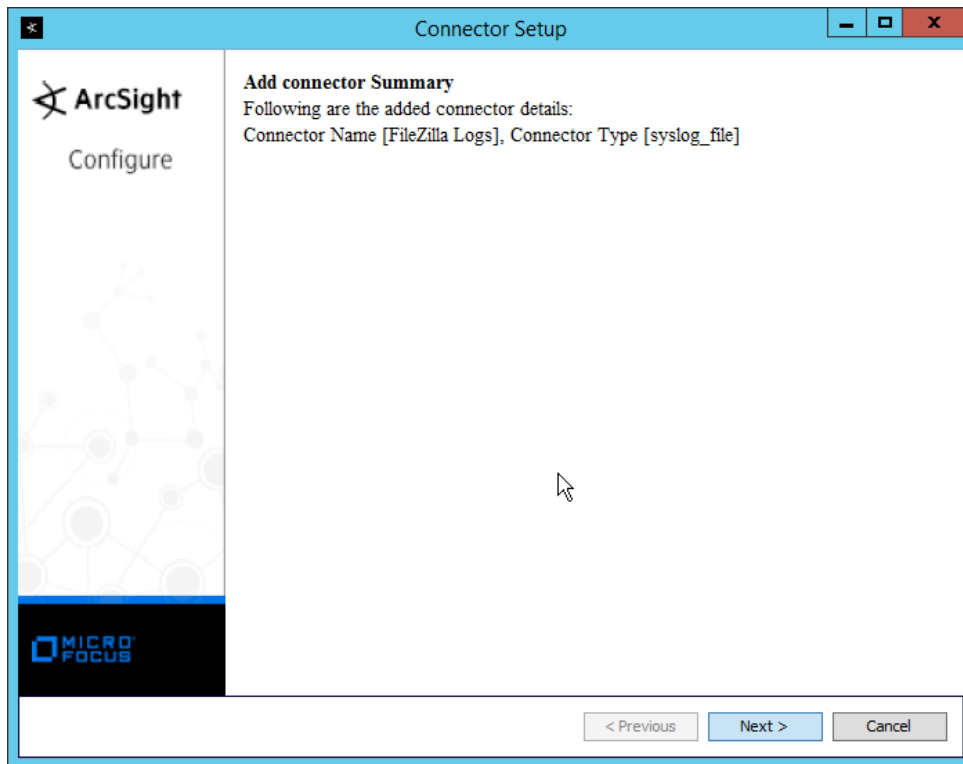 Connector Setup
ArcSight
Configure
Add connector Summary
Following are the added connector details:
Connector Name [FileZilla Logs], Connector Type [syslog_file]
MICRO
FOCUS
< Previous
Next >
Cancel